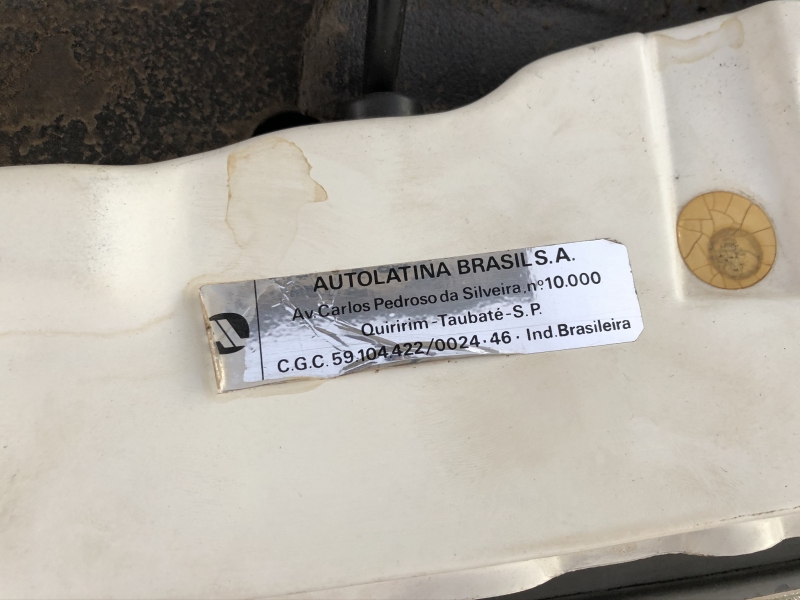 AUTOLATINA BRASIL S.A.
Av. Carlos Pedroso da Silveira, nº 10.000
Quiririm - Taubaté - S.P.
C.G.C. 59.104.422/0024-46 - Ind. Brasileira